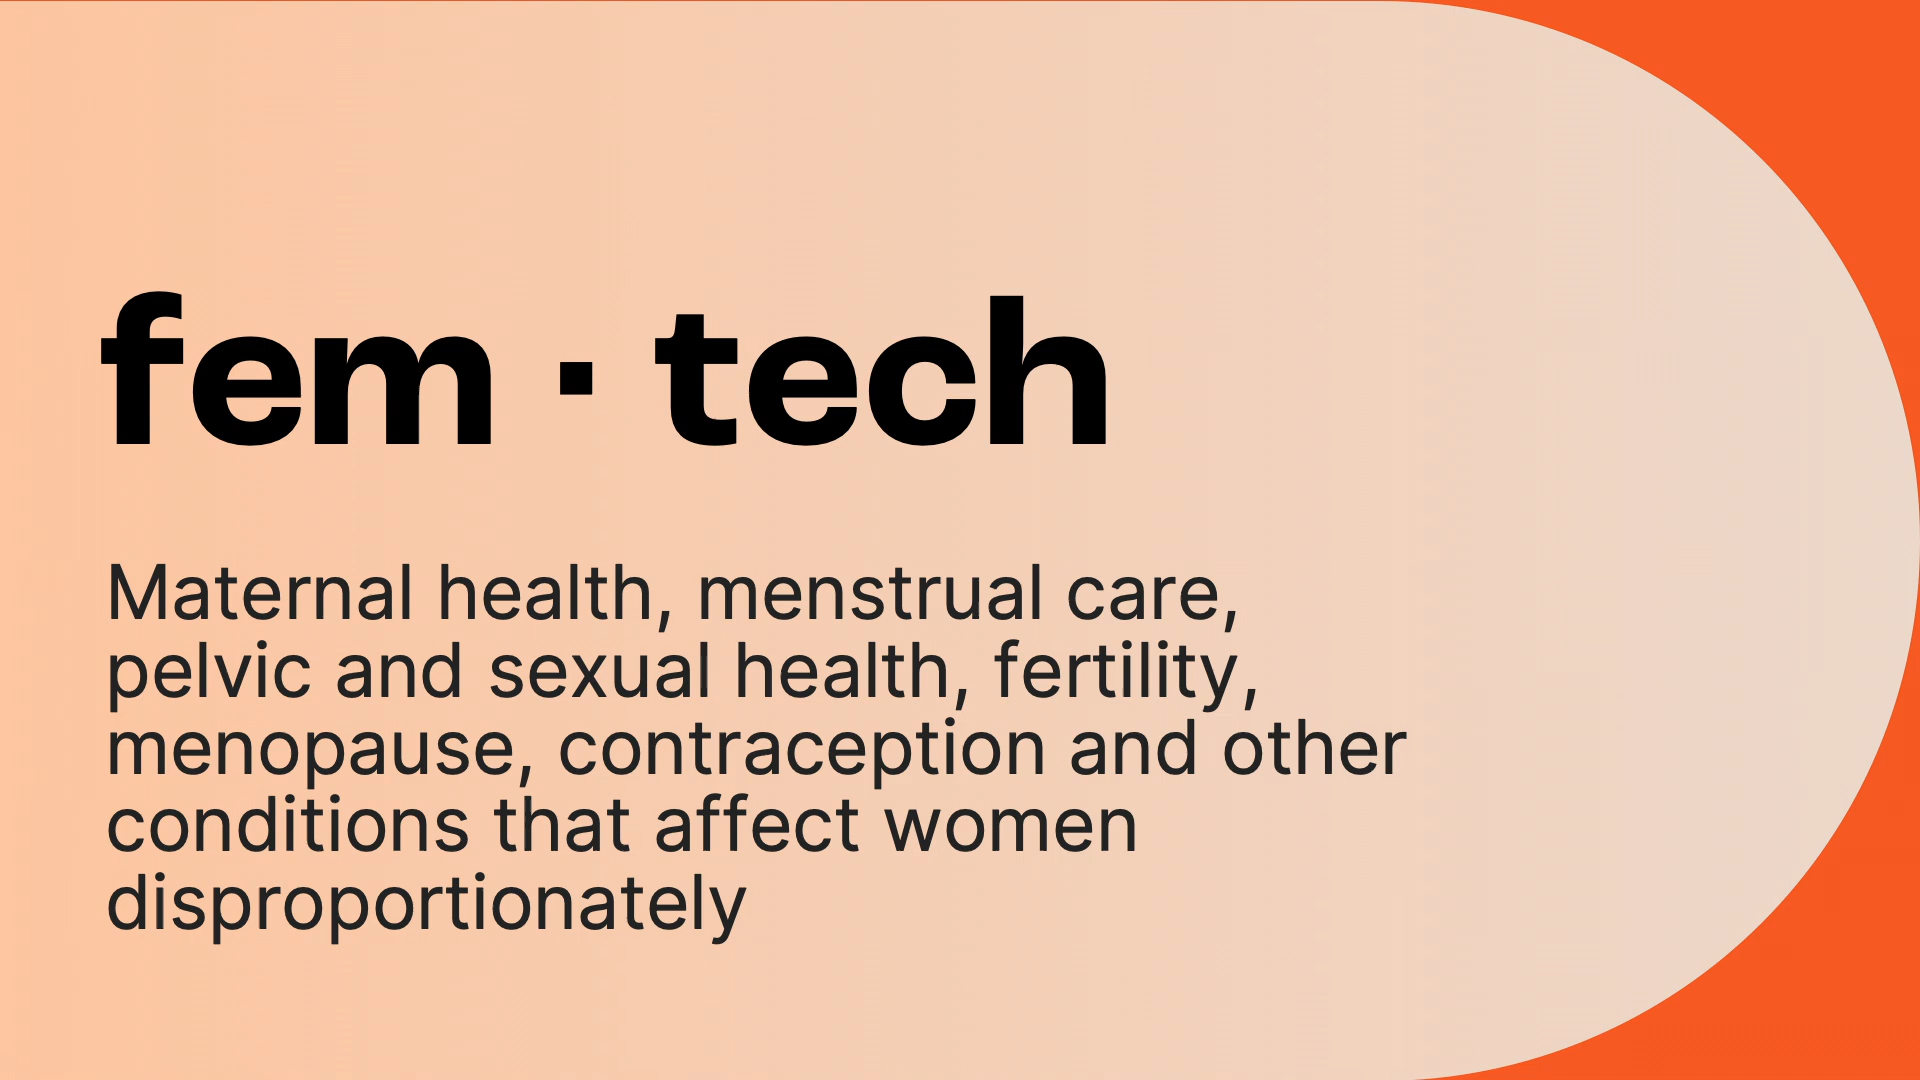 fem · tech
Maternal health, menstrual care,
pelvic and sexual health, fertility,
menopause, contraception and other
conditions that affect women
disproportionately